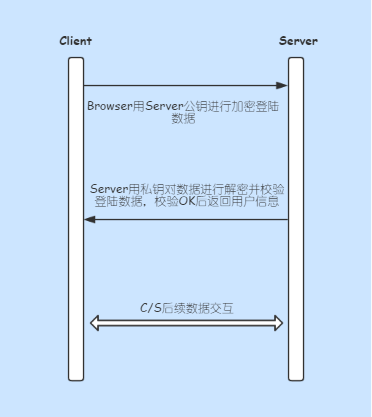 Client
Server
Browser用Server公钥进行加密登陆
数据
Server用私钥对数据进行解密并校验
登陆数据，校验OK后返回用户信息
C/S后续数据交互